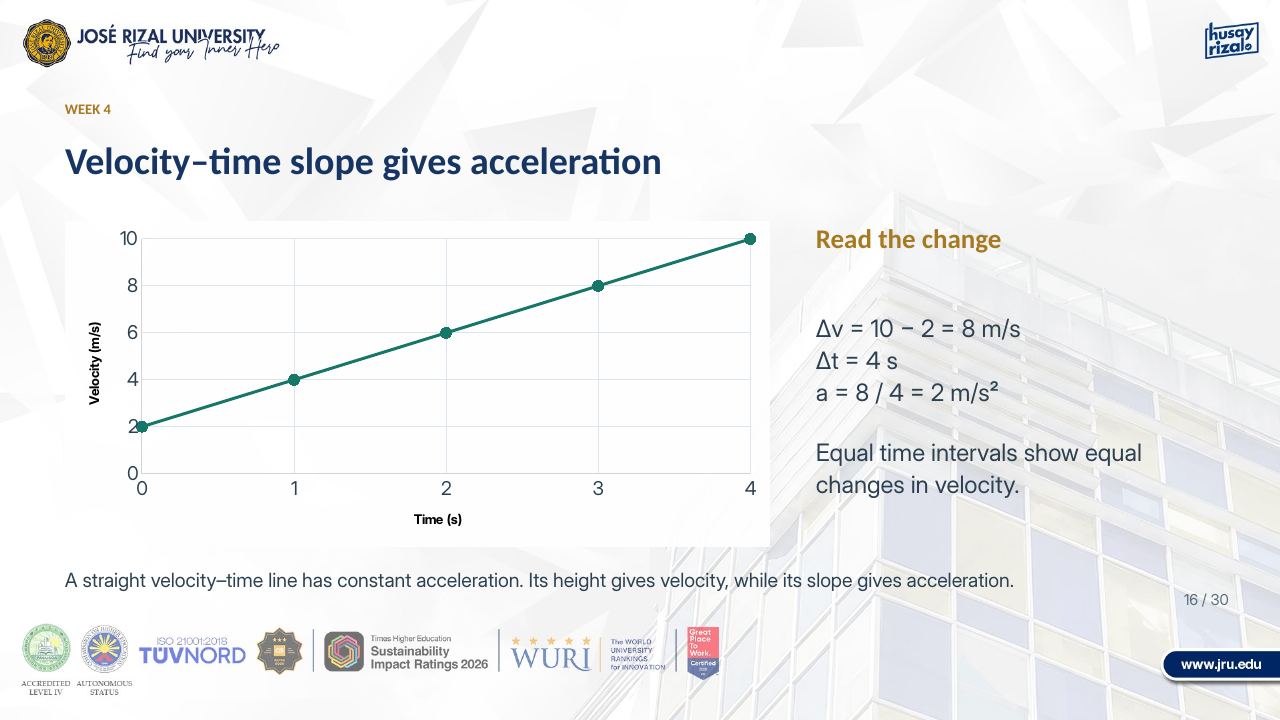 JOSÉ RIZAL UNIVERSITY
Find your Inner Hero
husay
rizal
WEEK 4
Velocity–time slope gives acceleration
10
8
6
4
2
0
0 1 2 3 4
Velocity (m/s)
Time (s)
Read the change
Δv = 10 − 2 = 8 m/s
Δt = 4 s
a = 8 / 4 = 2 m/s²
Equal time intervals show equal
changes in velocity.
A straight velocity–time line has constant acceleration. Its height gives velocity, while its slope gives acceleration.
16 / 30
ACCREDITED
LEVEL IV
AUTONOMOUS
STATUS
ISO 21001:2018
TÜVNORD
Times Higher Education
Sustainability
Impact Ratings 2026
WURI
The WORLD
UNIVERSITY
RANKINGS
for INNOVATION
Great
Place
To
Work.
Certified
www.jru.edu